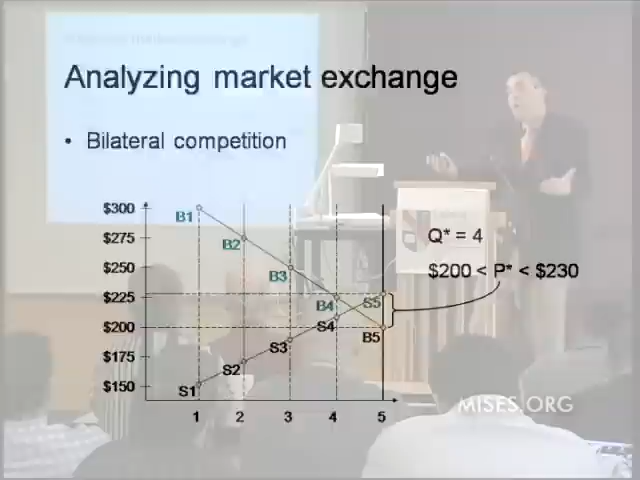 Analyzing market exchange
• Bilateral competition
$300
$275
$250
$225
$200
$175
$150
B1
B2
B3
B4
S5
S4
B5
S3
S2
S1
1 2 3 4 5
Q* = 4
$200 < P* < $230
MISES.ORG